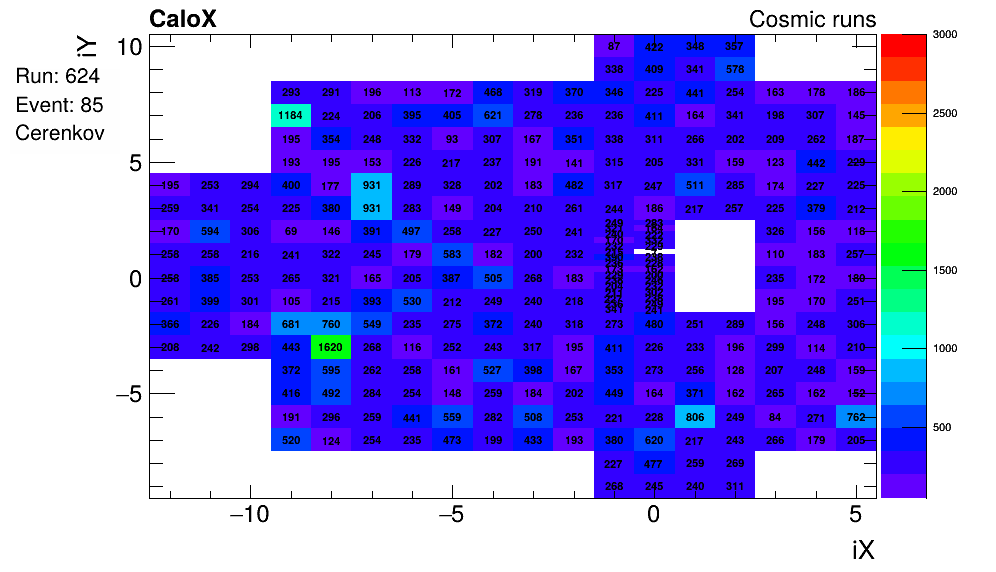 CaloX
Cosmic runs
iY
Run: 624
Event: 85
Cerenkov
10
87 422 348 357
338 409 341 578
293 291 196 113 172 468 319 370 346 225 441 254 163 178 186
1184 224 206 395 405 621 278 236 236 411 164 341 198 307 145
195 354 248 332 93 307 167 351 338 311 266 202 209 262 187
5
193 195 153 226 217 237 191 141 315 205 331 159 123 442 229
195 253 294 400 177 931 289 328 202 183 482 317 247 511 285 174 227 225
259 341 254 225 380 931 263 149 204 210 261 244 186 217 257 225 379 212
170 594 306 69 146 391 497 258 227 250 241 326 156 118
258 258 216 241 322 245 179 583 182 200 232 110 183 257
0
258 385 253 265 321 165 205 387 505 268 183 235 172 180
261 399 301 105 215 393 530 212 249 240 218 195 170 251
366 226 184 681 760 549 235 275 372 240 318 273 480 251 289 156 248 306
208 242 298 443 1620 268 116 252 243 317 195 411 226 233 196 299 114 210
372 595 262 258 161 527 398 167 353 273 256 128 207 248 159
−5
416 492 284 254 148 259 184 202 449 164 371 162 265 162 152
191 296 259 441 559 282 508 253 221 228 806 249 84 271 762
520 124 254 235 473 199 433 193 380 620 217 243 266 179 205
227 477 259 269
268 245 240 311
−10 −5 0 5
iX
3000
2500
2000
1500
1000
500